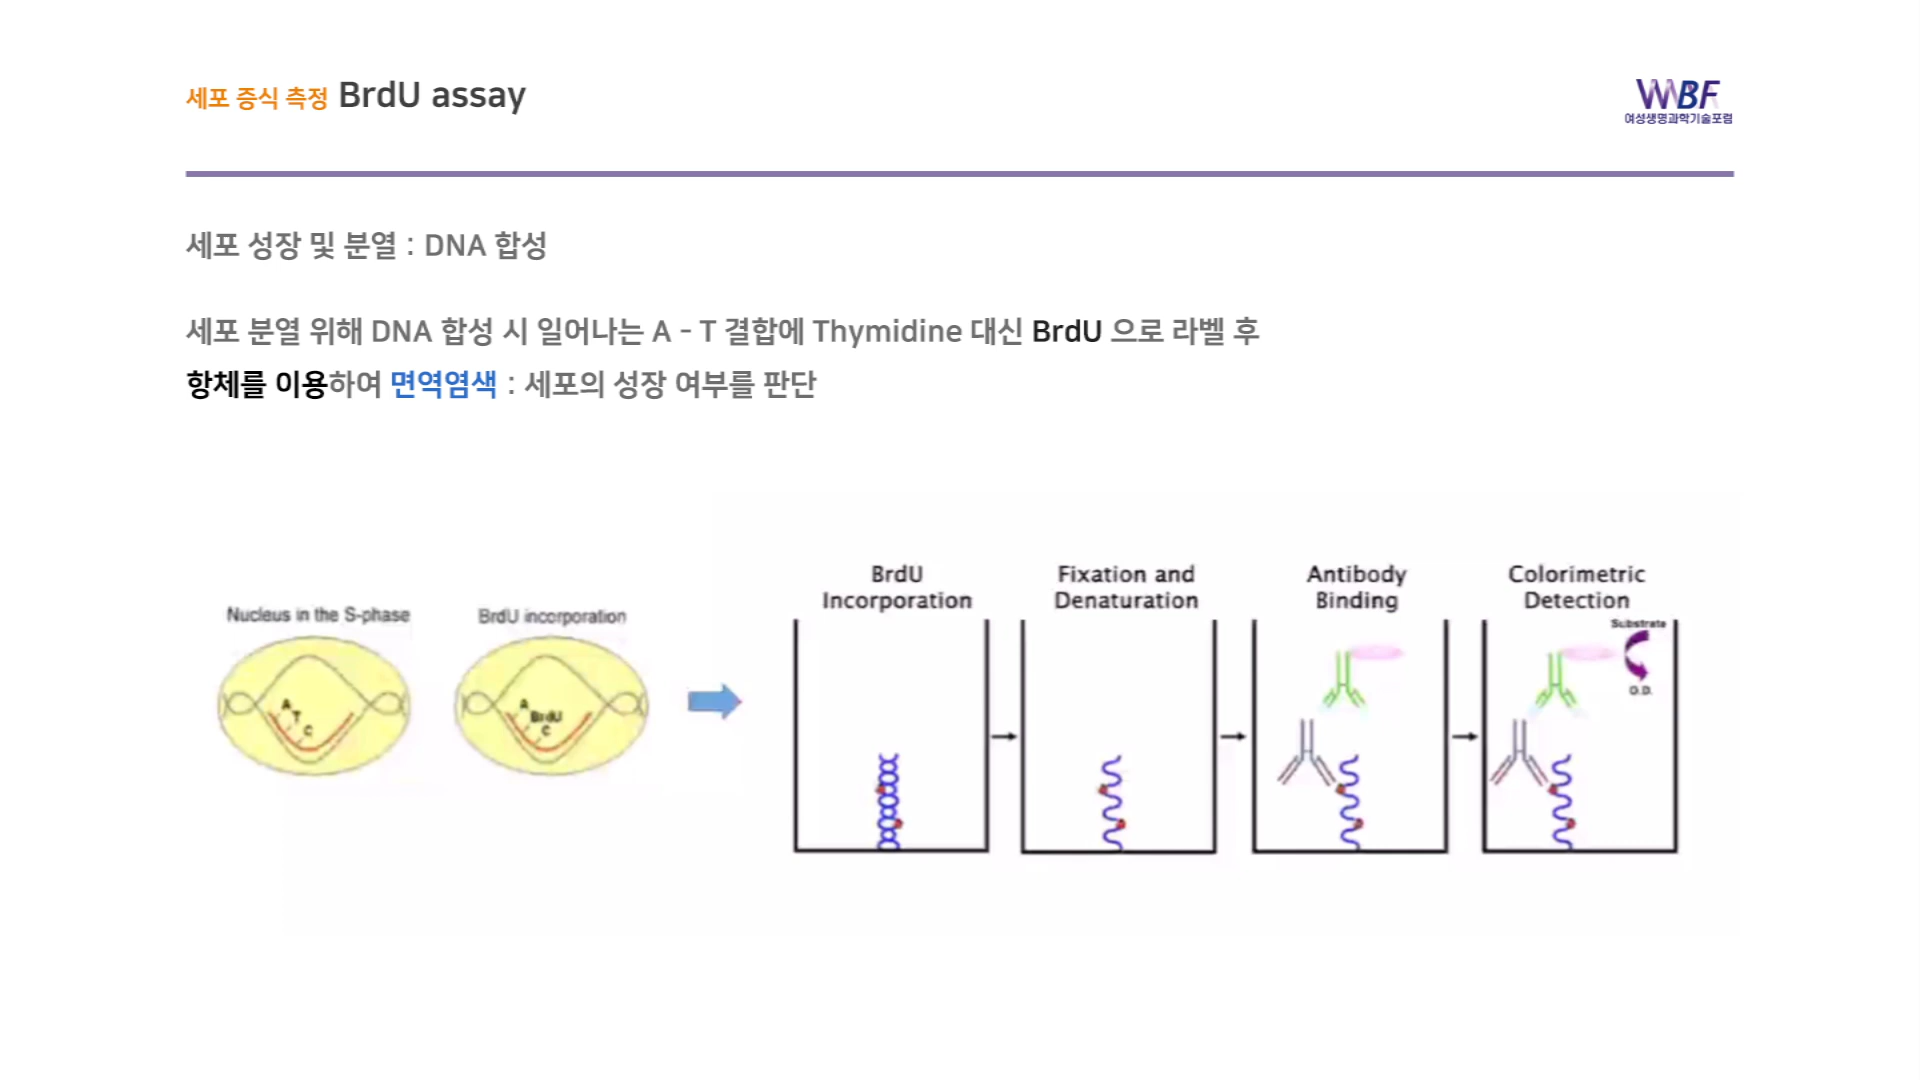 세포 증식 측정 BrdU assay
WBF
여성생명과학기술포럼
세포 성장 및 분열 : DNA 합성
세포 분열 위해 DNA 합성 시 일어나는 A - T 결합에 Thymidine 대신 BrdU 으로 라벨 후
항체를 이용하여 면역염색 : 세포의 성장 여부를 판단
Nucleus in the S-phase
A
T
C
BrdU incorporation
A
BrdU
C
BrdU
Incorporation
Fixation and
Denaturation
Antibody
Binding
Colorimetric
Detection
Substrate
O.D.